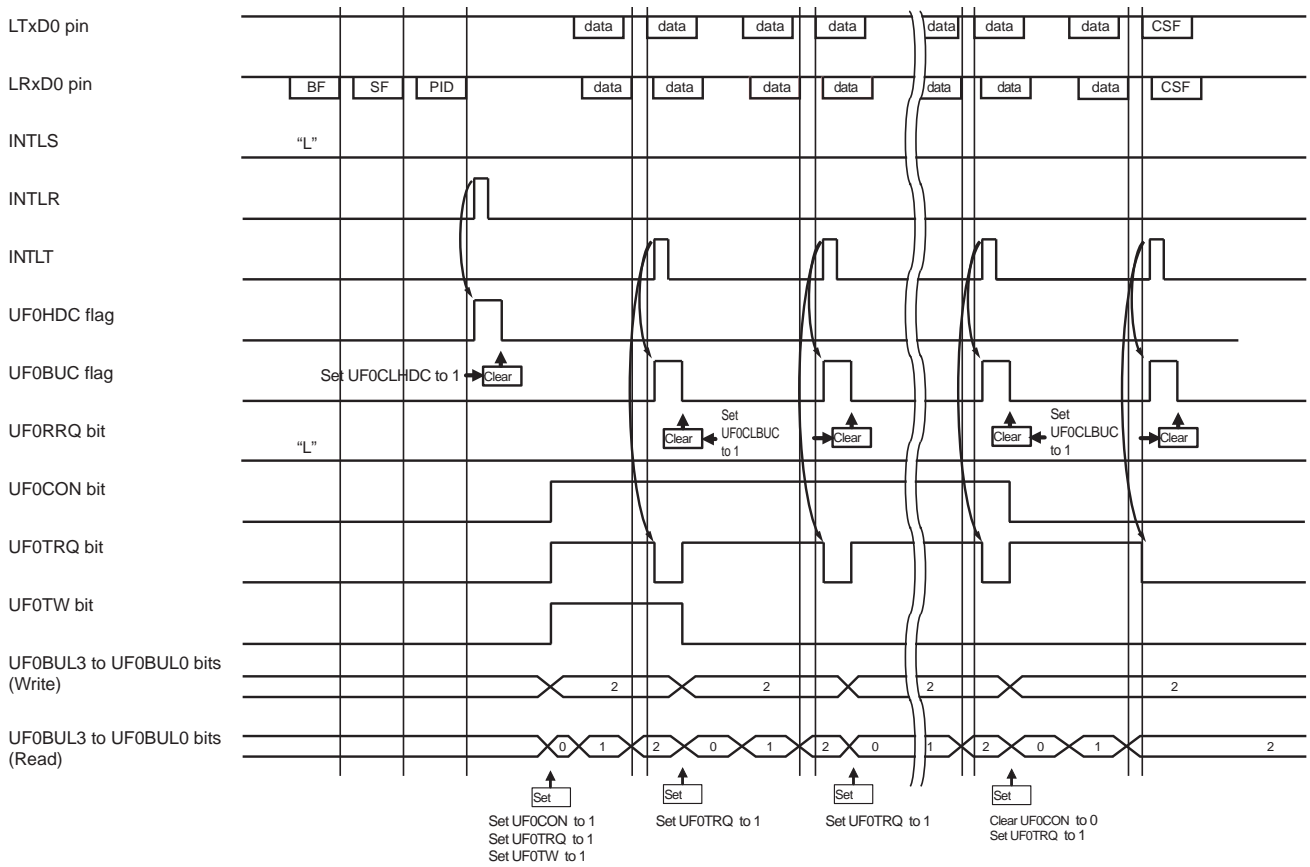 LTxD0 pin
data data data data data data data CSF
LRxD0 pin
BF SF PID data data data data data data data CSF
INTLS
“L”
INTLR
INTLT
UF0HDC flag
UF0BUC flag
Set UF0CLHDC to 1 Clear
UF0RRQ bit
“L”
Clear
Set
UF0CLBUC
to 1
Clear
Clear
Set
UF0CLBUC
to 1
Clear
UF0CON bit
UF0TRQ bit
UF0TW bit
UF0BUL3 to UF0BUL0 bits
(Write)
2 2 2 2
UF0BUL3 to UF0BUL0 bits
(Read)
0 1 2 0 1 2 0 1 2 0 1 2
Set
Set UF0CON to 1
Set UF0TRQ to 1
Set UF0TW to 1
Set
Set UF0TRQ to 1
Set
Set UF0TRQ to 1
Set
Clear UF0CON to 0
Set UF0TRQ to 1